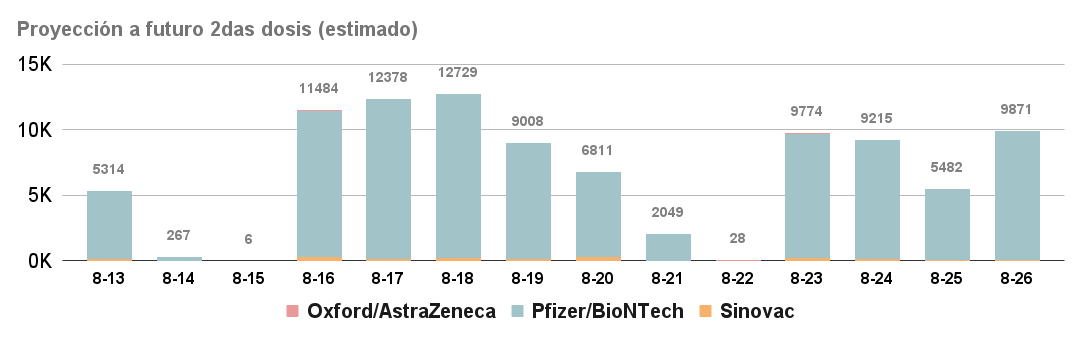 Proyección a futuro 2das dosis (estimado)
15K
10K
5K
0K
5314
267
6
11484
12378
12729
9008
6811
2049
28
9774
9215
5482
9871
8-13 8-14 8-15 8-16 8-17 8-18 8-19 8-20 8-21 8-22 8-23 8-24 8-25 8-26
Oxford/AstraZeneca Pfizer/BioNTech Sinovac